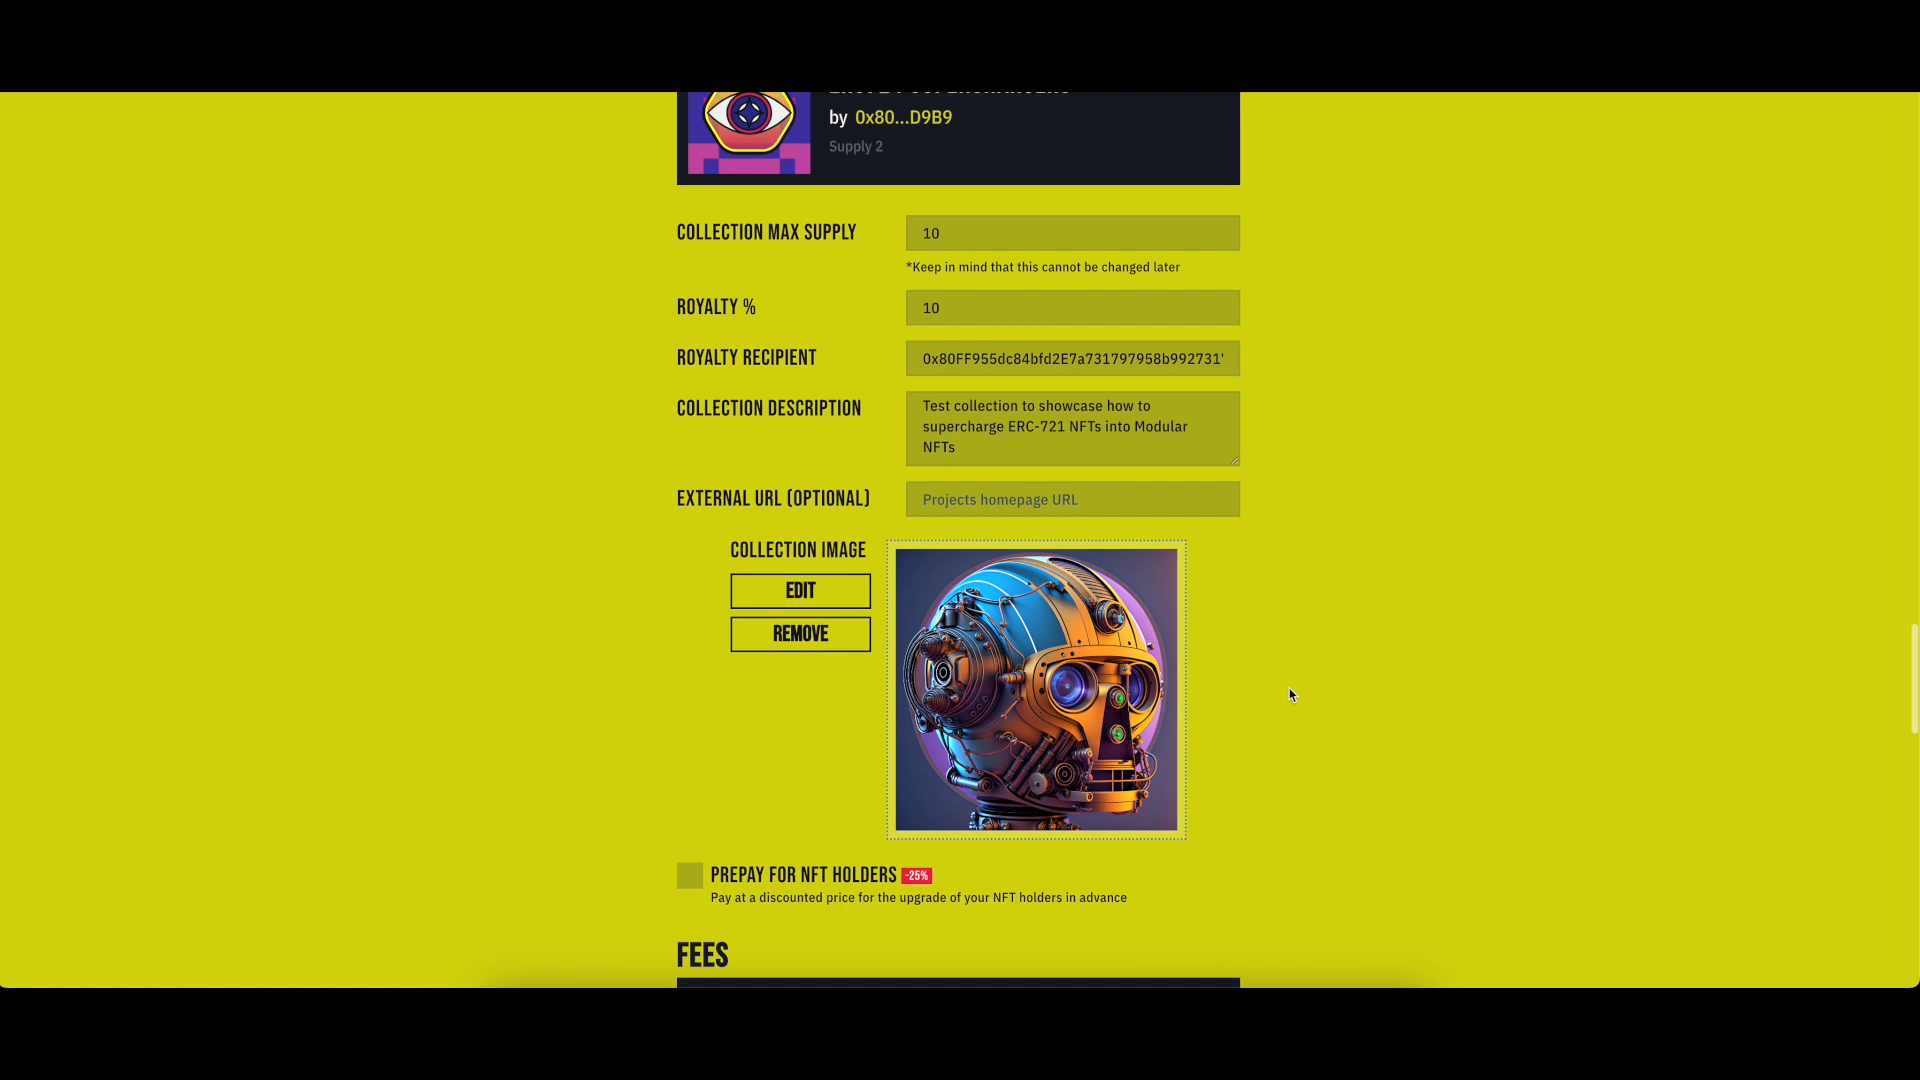 by 0x80...D9B9
Supply 2
COLLECTION MAX SUPPLY
10
*Keep in mind that this cannot be changed later
ROYALTY %
10
ROYALTY RECIPIENT
0x80FF955dc84bfd2E7a731797958b992731'
COLLECTION DESCRIPTION
Test collection to showcase how to
supercharge ERC-721 NFTs into Modular
NFTs
EXTERNAL URL (OPTIONAL)
Projects homepage URL
COLLECTION IMAGE
EDIT
REMOVE
PREPAY FOR NFT HOLDERS -25%
Pay at a discounted price for the upgrade of your NFT holders in advance
FEES